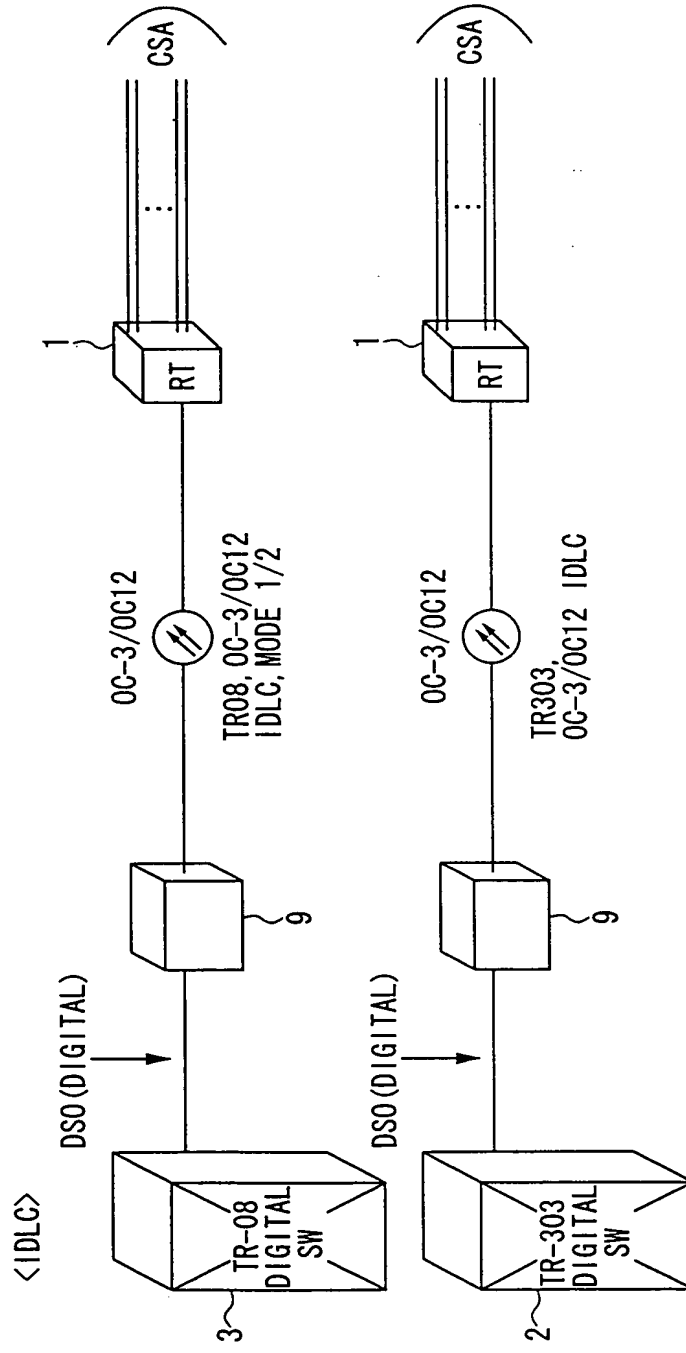 <IDLC>
DS0(DIGITAL)
OC-3/OC12
TR08, OC-3/OC12
IDLC, MODE 1/2
1
RT
CSA
⋮
TR-08
DIGITAL
SW
3
9
DS0(DIGITAL)
OC-3/OC12
TR303,
OC-3/OC12 IDLC
1
RT
CSA
⋮
TR-303
DIGITAL
SW
2
9